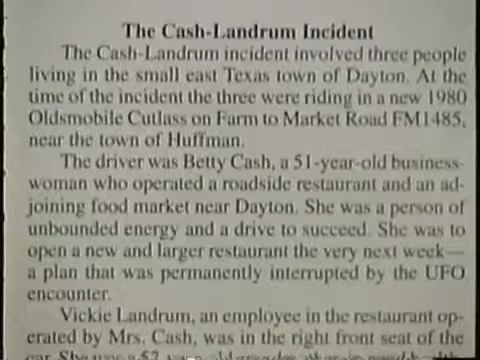 The Cash-Landrum Incident
The Cash-Landrum incident involved three people
living in the small east Texas town of Dayton. At the
time of the incident the three were riding in a new 1980
Oldsmobile Cutlass on Farm to Market Road FM1485,
near the town of Huffman.
The driver was Betty Cash, a 51-year-old business-
woman who operated a roadside restaurant and an ad-
joining food market near Dayton. She was a person of
unbounded energy and a drive to succeed. She was to
open a new and larger restaurant the very next week—
a plan that was permanently interrupted by the UFO
encounter.
Vickie Landrum, an employee in the restaurant op-
erated by Mrs. Cash, was in the right front seat of the
car. She was a 57-year-old